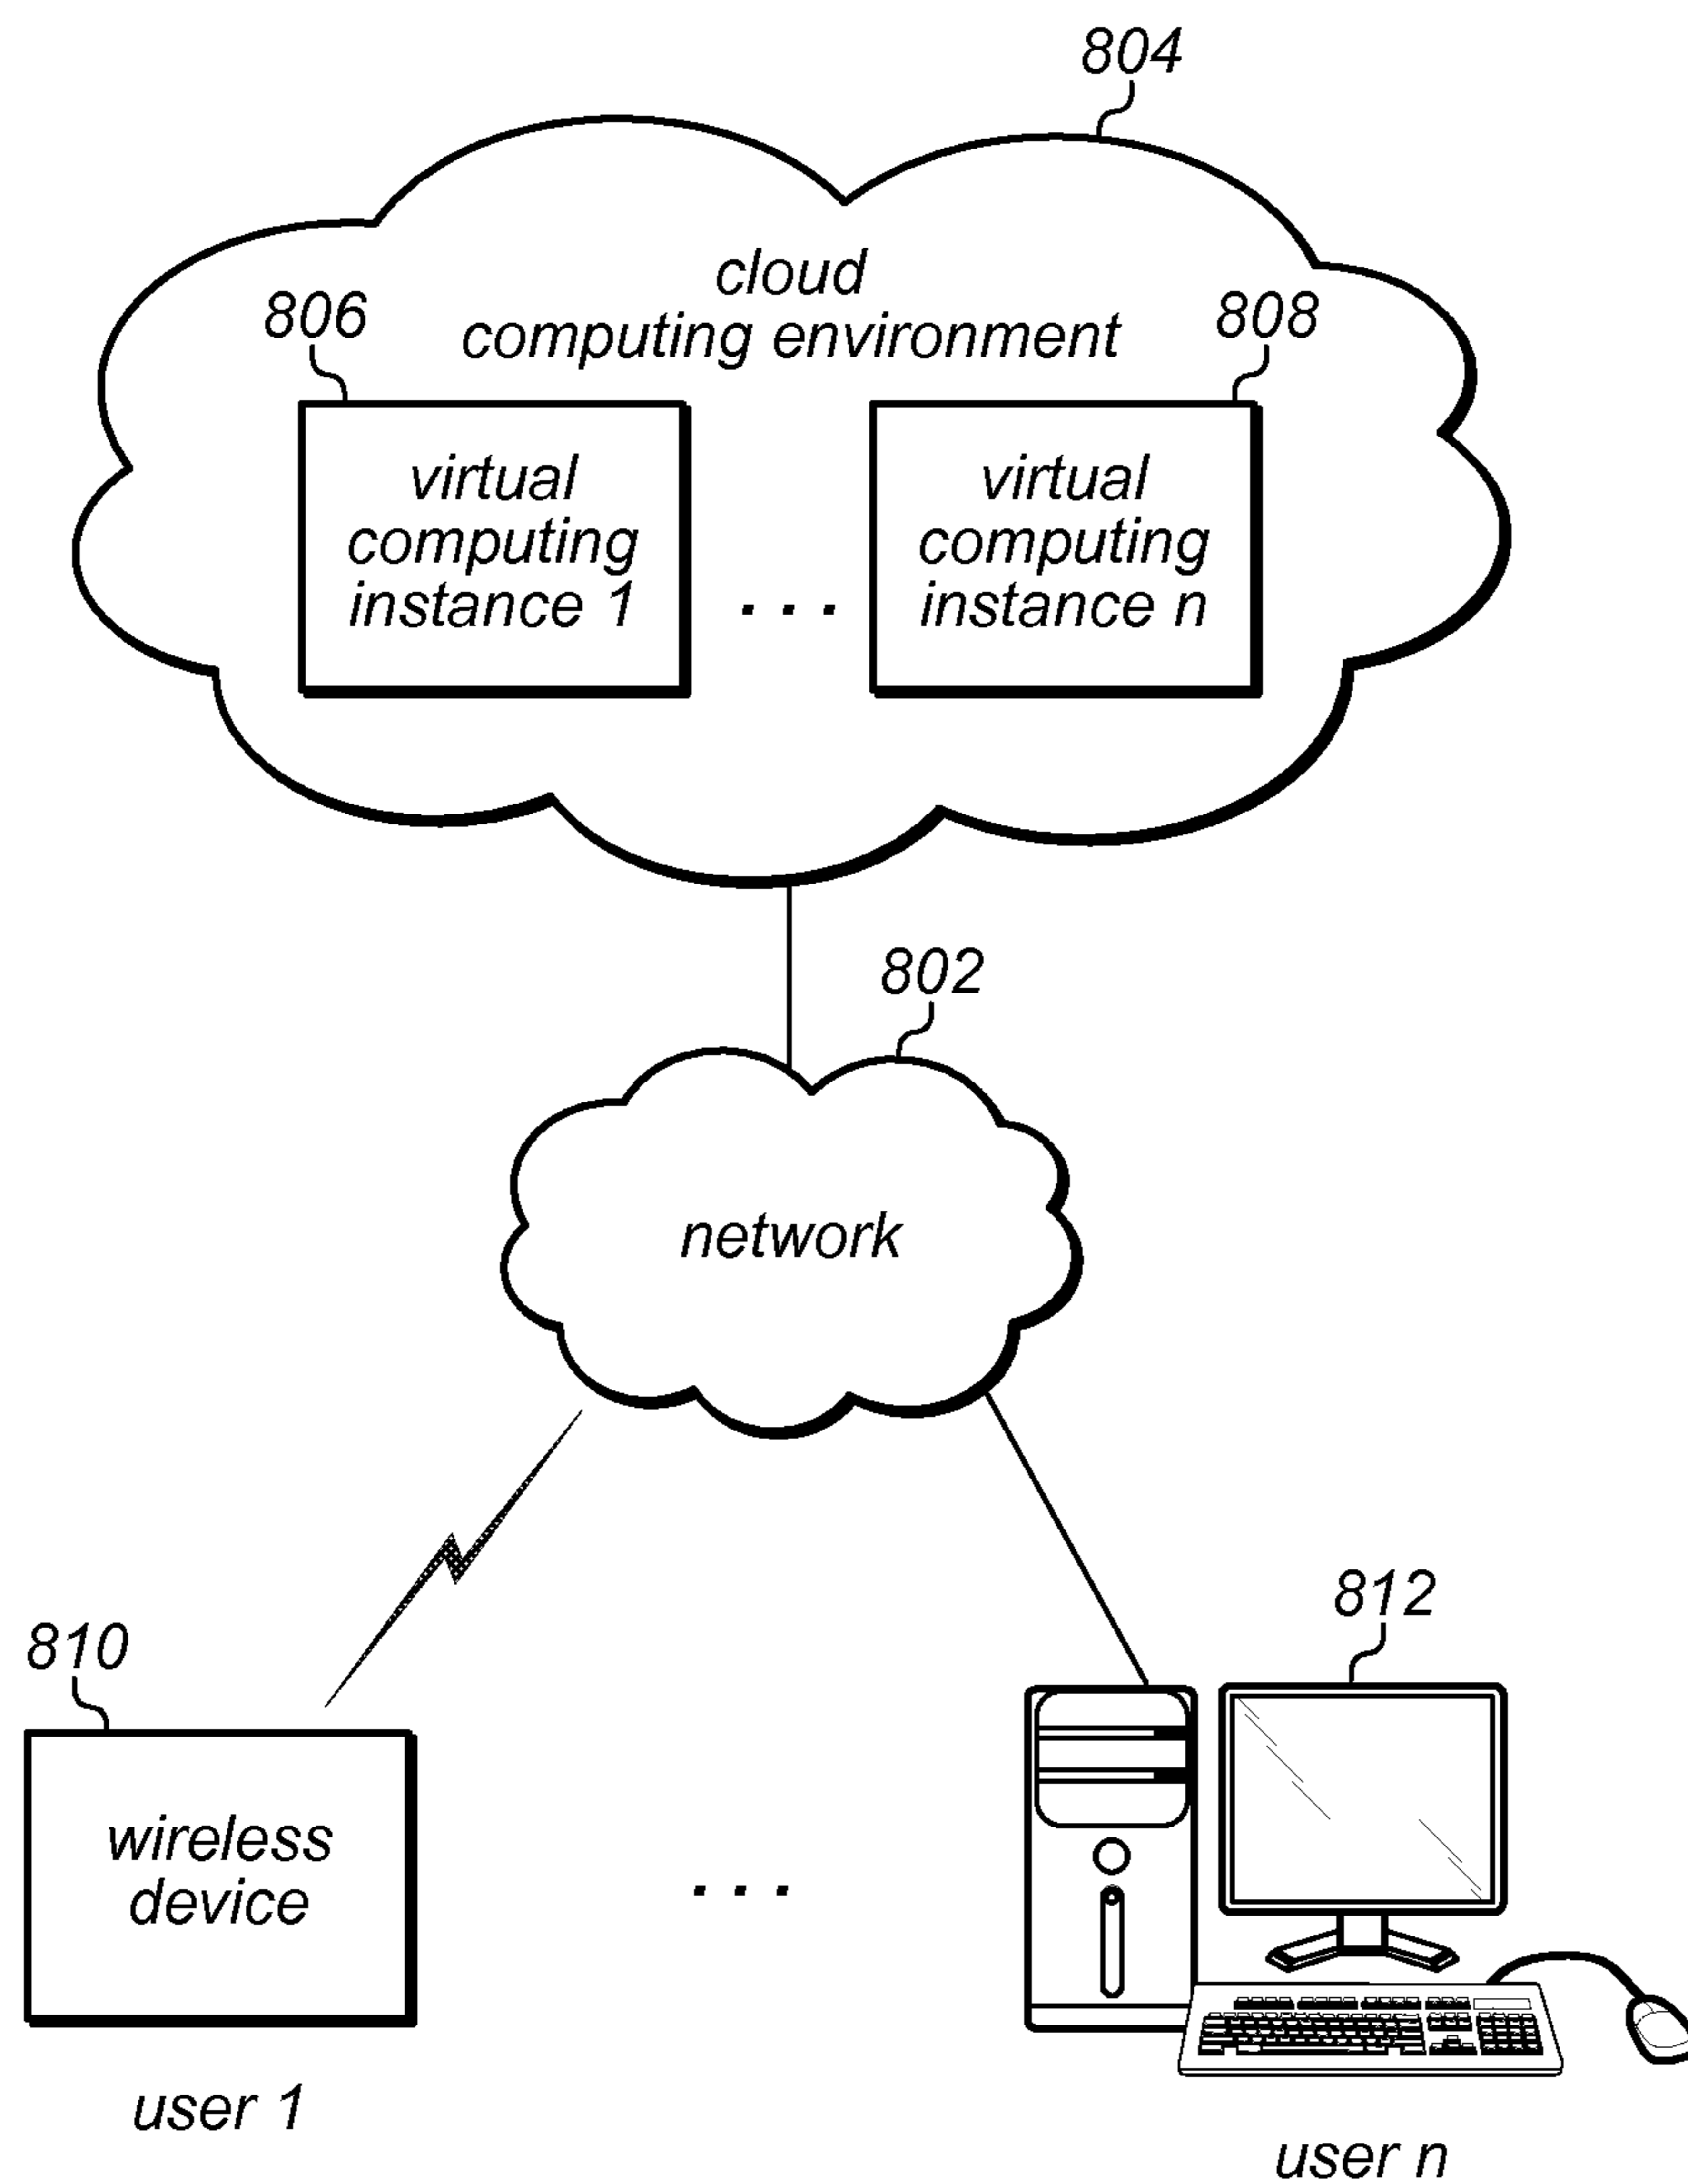 804
cloud
computing environment
806
808
virtual
computing
instance 1
. . .
virtual
computing
instance n
802
network
810
812
wireless
device
. . .
user 1
user n